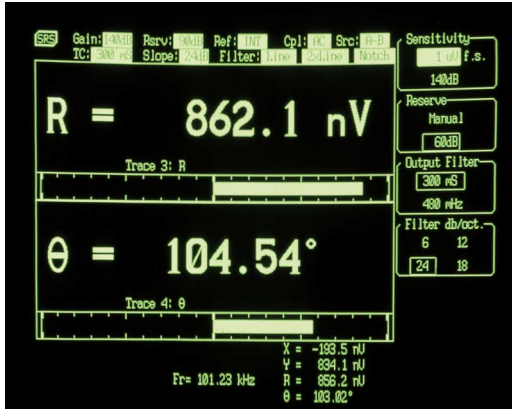 SRS Gain: 140dB Rsrv: 90dB Ref: INT Cpl: AC Src: A-B
TC: 300 mS Slope: 24dB Filter: Line 2xLine Notch
R = 862.1 nV
Trace 3: R
θ = 104.54°
Trace 4: θ
X = -193.5 nV
Y = 834.1 nV
Fr= 101.23 kHz R = 856.2 nV
θ = 103.02°
Sensitivity
1 uV f.s.
140dB
Reserve
Manual
60dB
Output Filter
300 mS
480 mHz
Filter db/oct.
6 12
24 18